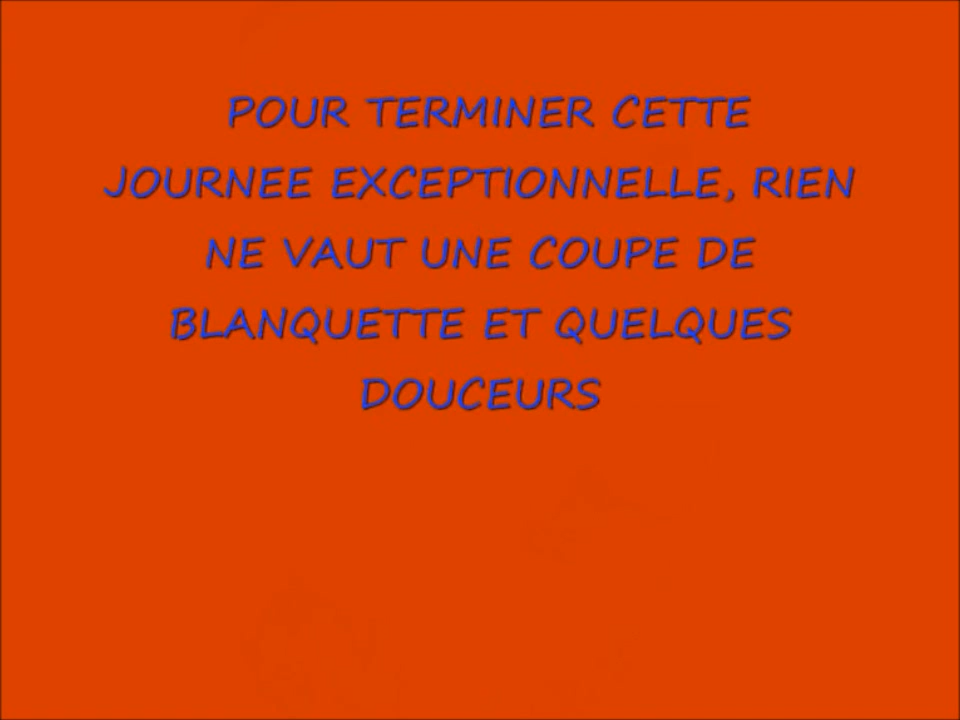 POUR TERMINER CETTE
JOURNEE EXCEPTIONNELLE, RIEN
NE VAUT UNE COUPE DE
BLANQUETTE ET QUELQUES
DOUCEURS